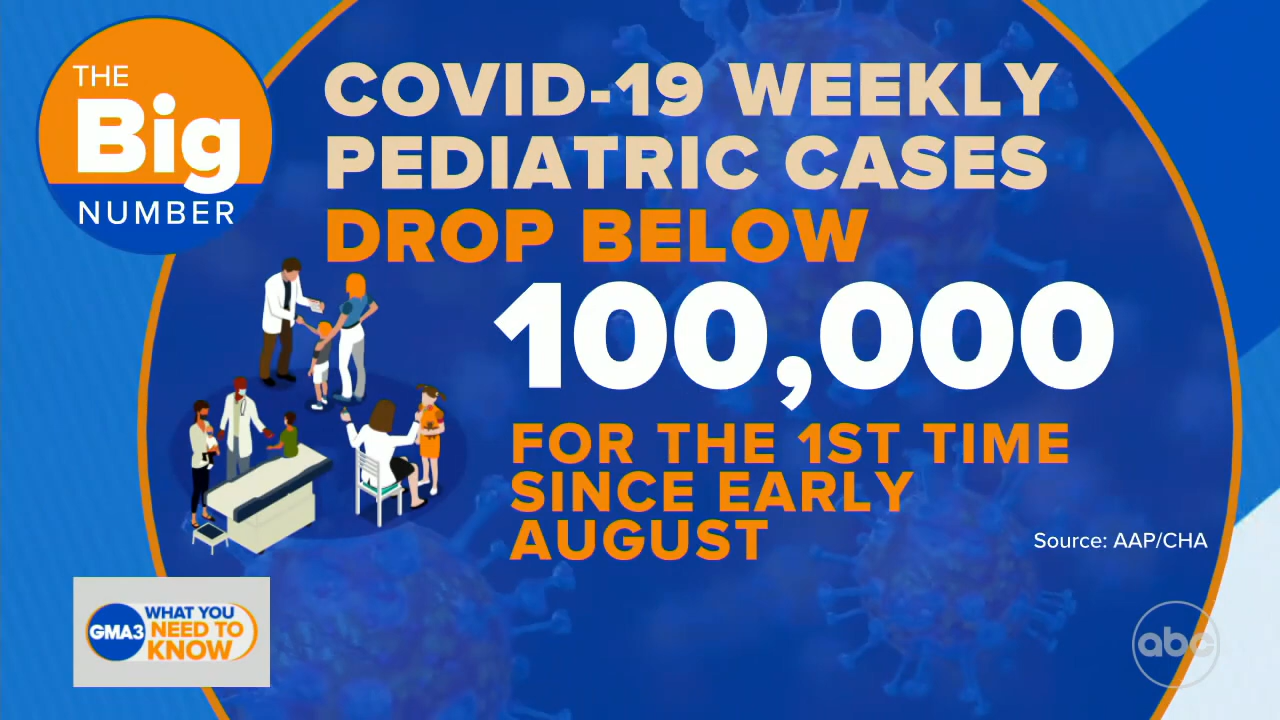 THE
Big
NUMBER
COVID-19 WEEKLY
PEDIATRIC CASES
DROP BELOW
100,000
FOR THE 1ST TIME
SINCE EARLY
AUGUST
Source: AAP/CHA
GMA3
WHAT YOU
NEED TO
KNOW
abc